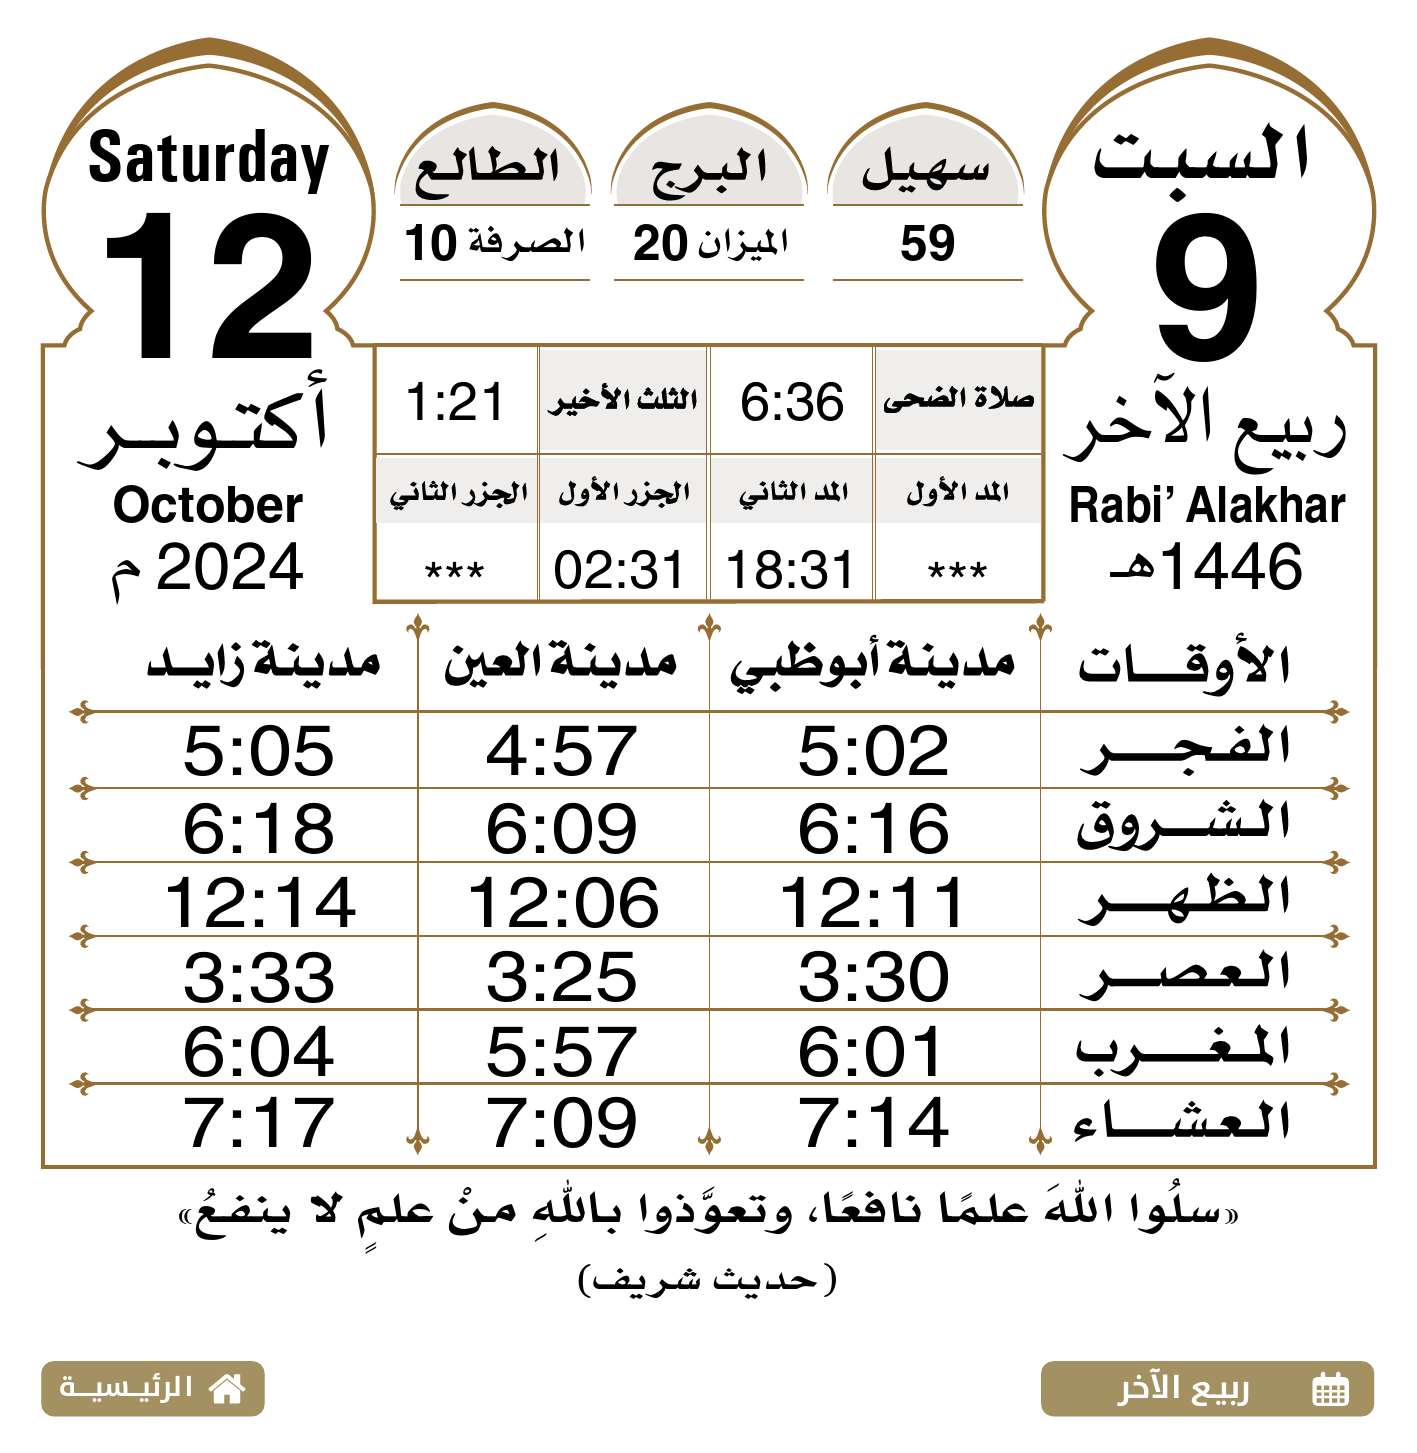 السبت
9
ربيع الآخر
Rabi’ Alakhar
1446هـ
سهيل
59
البرج
الميزان 20
الطالع
الصرفة 10
Saturday
12
أكتوبر
October
2024 م
صلاة الضحى 6:36 الثلث الأخير 1:21
المد الأول المد الثاني الجزر الأول الجزر الثاني
*** 18:31 02:31 ***
الأوقات مدينة أبوظبي مدينة العين مدينة زايد
الفجر 5:02 4:57 5:05
الشروق 6:16 6:09 6:18
الظهر 12:11 12:06 12:14
العصر 3:30 3:25 3:33
المغرب 6:01 5:57 6:04
العشاء 7:14 7:09 7:17
«سلُوا اللهَ علمًا نافعًا، وتعوَّذوا باللهِ منْ علمٍ لا ينفعُ»
(حديث شريف)
ربيع الآخر
الرئيسية